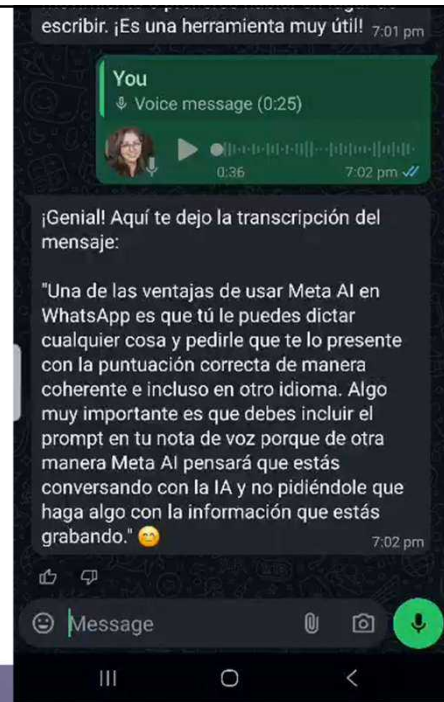 escribir. ¡Es una herramienta muy útil! 7:01 pm
You
Voice message (0:25)
0:36 7:02 pm
¡Genial! Aquí te dejo la transcripción del
mensaje:
"Una de las ventajas de usar Meta AI en
WhatsApp es que tú le puedes dictar
cualquier cosa y pedirle que te lo presente
con la puntuación correcta de manera
coherente e incluso en otro idioma. Algo
muy importante es que debes incluir el
prompt en tu nota de voz porque de otra
manera Meta AI pensará que estás
conversando con la IA y no pidiéndole que
haga algo con la información que estás
grabando." 😊 7:02 pm
Message